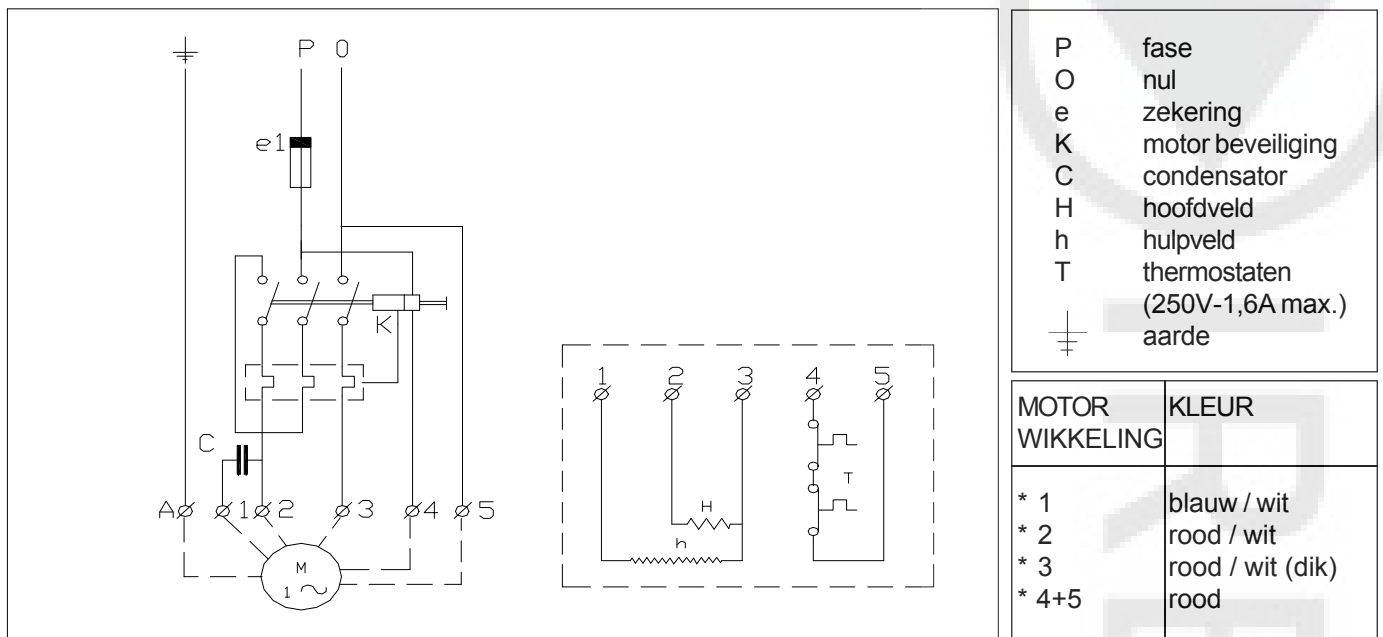 P O
e1
K
C
A 1 2 3 4 5
M
1
1 2 3 4 5
T
H
h
P fase
O nul
e zekering
K motor beveiliging
C condensator
H hoofdveld
h hulpveld
T thermostaten
(250V-1,6A max.)
aarde
MOTOR KLEUR
WIKKELING
* 1 blauw / wit
* 2 rood / wit
* 3 rood / wit (dik)
* 4+5 rood